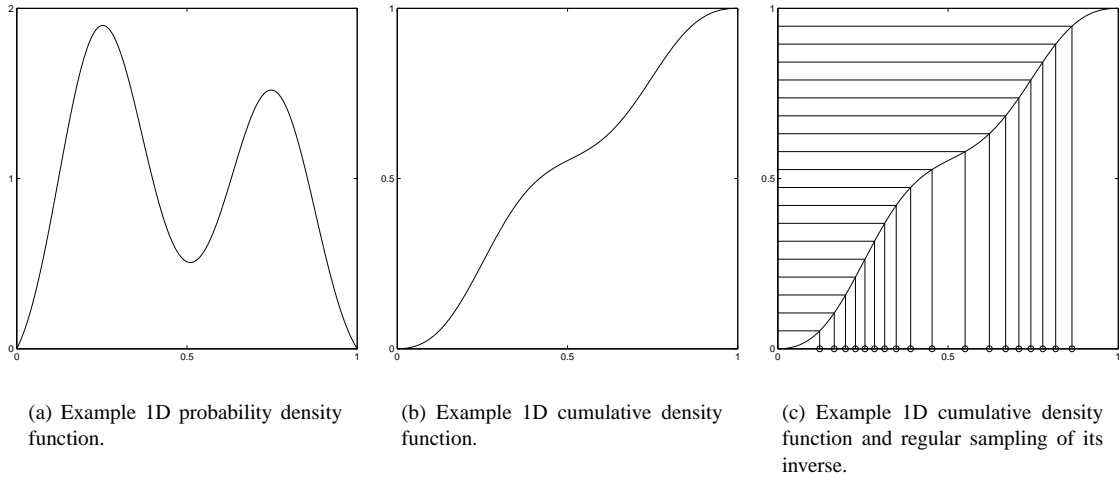 2
1
0
0
0.5
1
1
0.5
0
0
0.5
1
1
0.5
0
0
0.5
1
(a) Example 1D probability density
function.
(b) Example 1D cumulative density
function.
(c) Example 1D cumulative density
function and regular sampling of its
inverse.